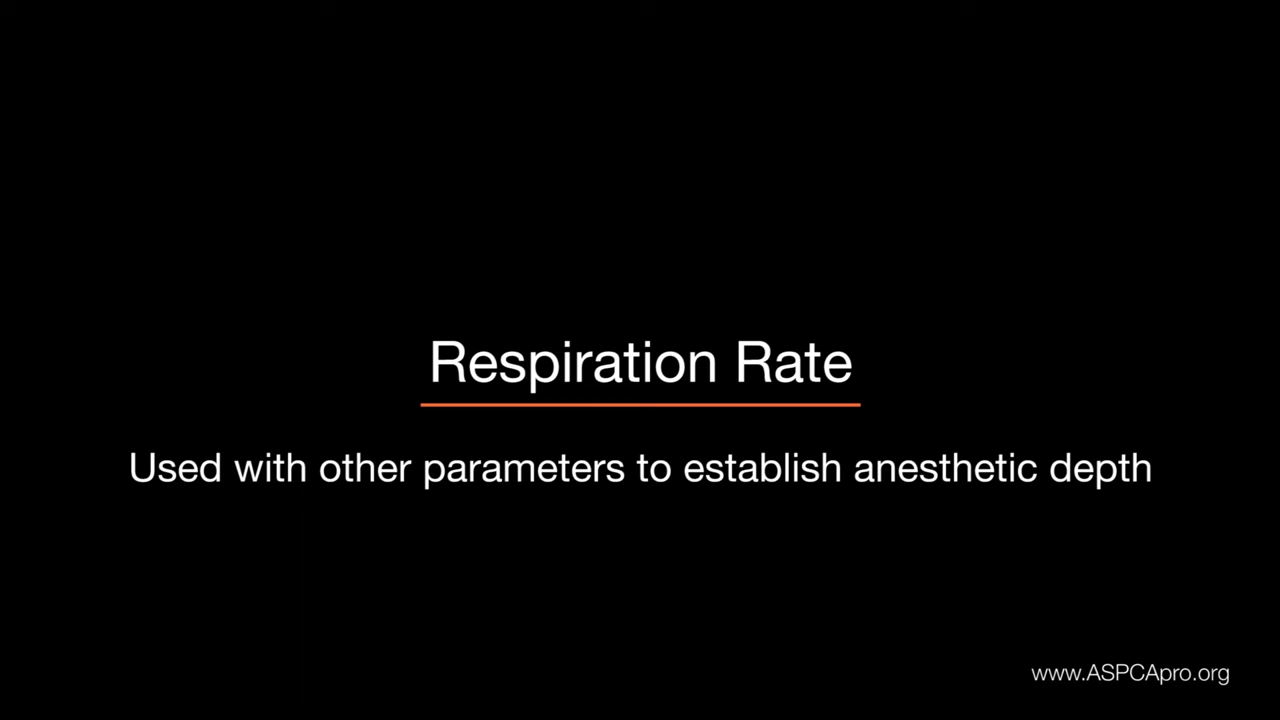 Respiration Rate
Used with other parameters to establish anesthetic depth
www.ASPCApro.org